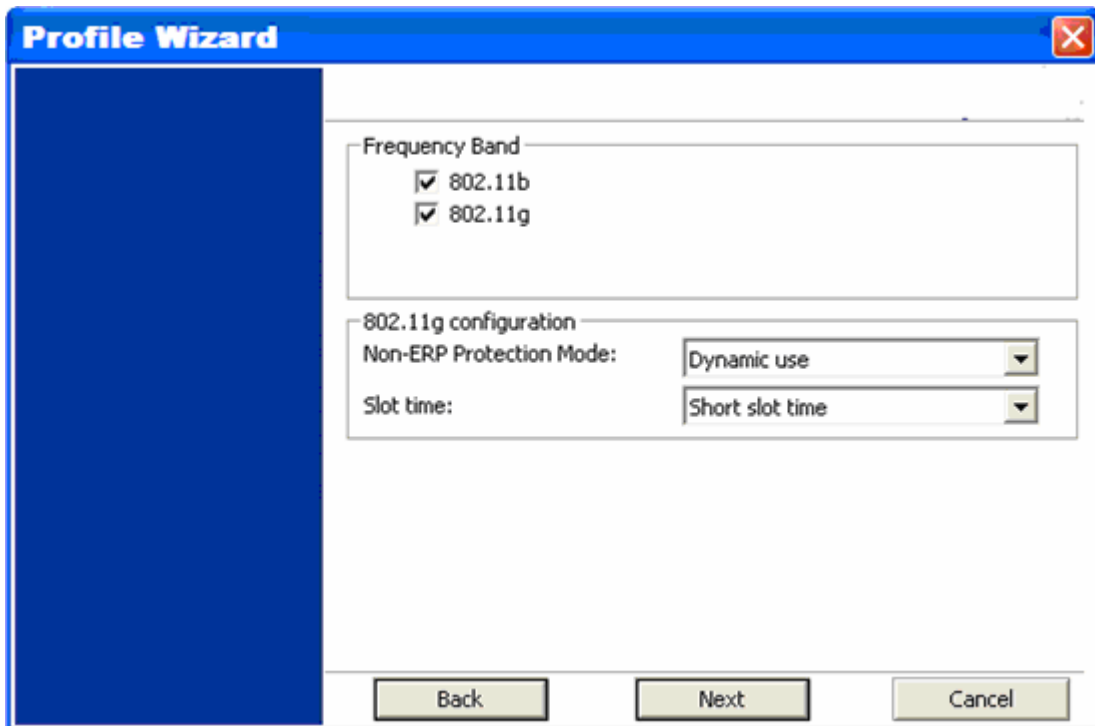 Profile Wizard
Frequency Band
802.11b
802.11g
802.11g configuration
Non-ERP Protection Mode: Dynamic use
Slot time: Short slot time
Back Next Cancel